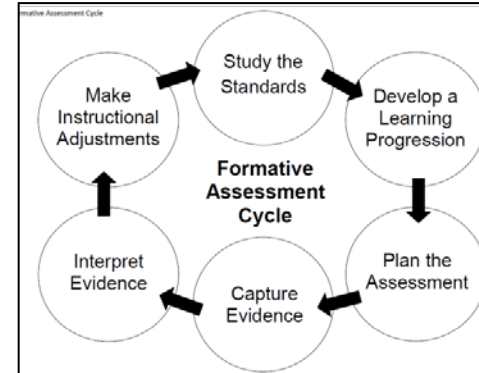 Formative Assessment Cycle
Study the
Standards
Develop a
Learning
Progression
Plan the
Assessment
Capture
Evidence
Interpret
Evidence
Make
Instructional
Adjustments
Formative
Assessment
Cycle